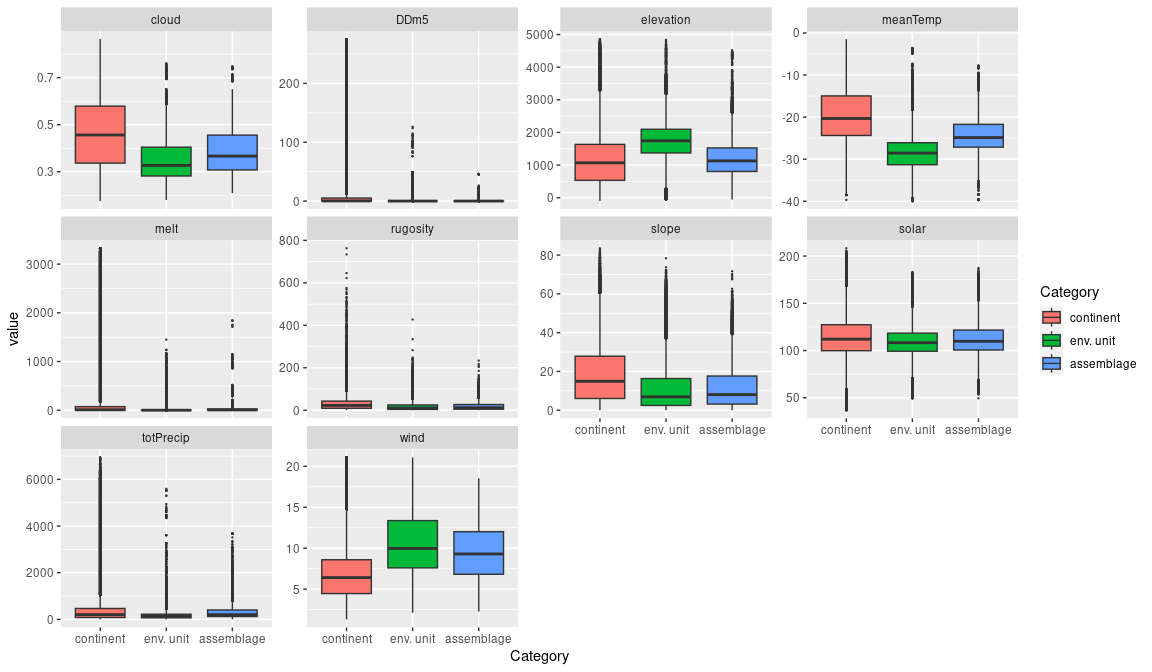 cloud
DDm5
elevation
meanTemp
0.7
0.5
0.3
200
100
0
5000
4000
3000
2000
1000
0
0
-10
-20
-30
-40
melt
rugosity
slope
solar
3000
2000
1000
0
800
600
400
200
0
80
60
40
20
0
200
150
100
50
continent env. unit assemblage
continent env. unit assemblage
totPrecip
wind
6000
4000
2000
0
20
15
10
5
continent env. unit assemblage
continent env. unit assemblage
value
Category
Category
continent
env. unit
assemblage